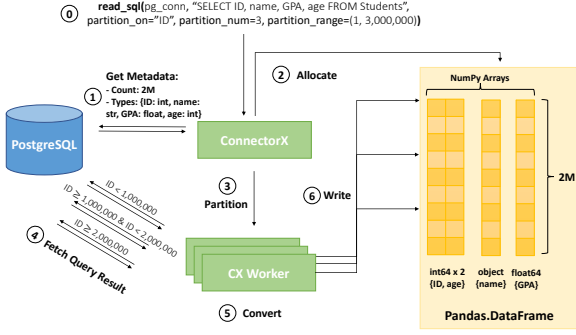 0
read_sql(pg_conn, “SELECT ID, name, GPA, age FROM Students”,
partition_on=”ID”, partition_num=3, partition_range=(1, 3,000,000))
1
Get Metadata:
- Count: 2M
- Types: {ID: int, name:
str, GPA: float, age: int}
2 Allocate
PostgreSQL
ConnectorX
3
Partition
ID < 1,000,000
ID ≥ 1,000,000 & ID < 2,000,000
ID ≥ 2,000,000
4
Fetch Query Result
CX Worker
5 Convert
6 Write
NumPy Arrays
2M
int64 x 2
{ID, age}
object
{name}
float64
{GPA}
Pandas.DataFrame